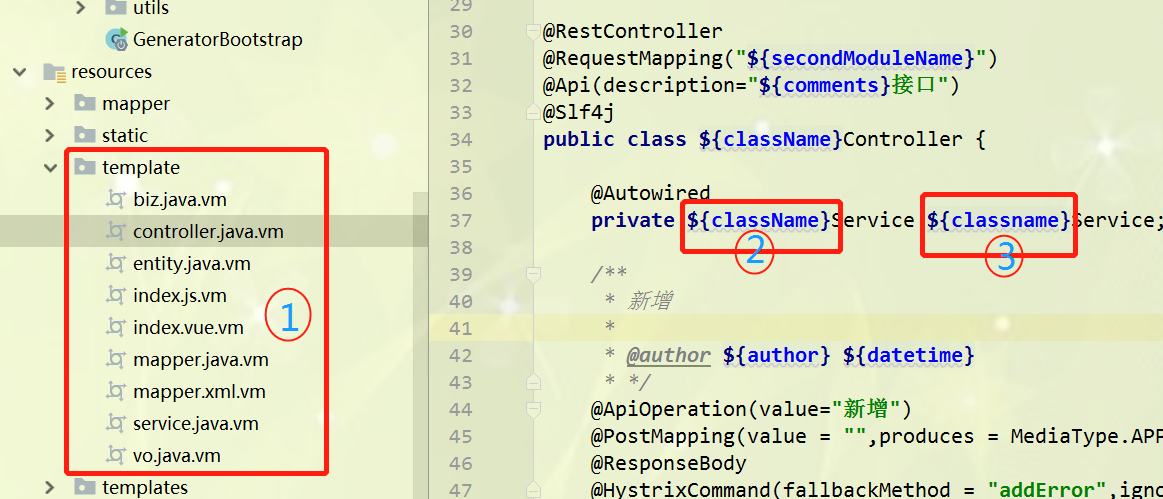 utils
GeneratorBootstrap
resources
mapper
static
template
biz.java.vm
controller.java.vm
entity.java.vm
index.js.vm
index.vue.vm
mapper.java.vm
mapper.xml.vm
service.java.vm
vo.java.vm
templates
1
29
30 @RestController
31 @RequestMapping("${secondModuleName}")
32 @Api(description="${comments}接口")
33 @Slf4j
34 public class ${className}Controller {
35
36 @Autowired
37 private ${className}Service ${classname}Service;
2 3
38
39 /**
40 * 新增
41 *
42 * @author ${author} ${datetime}
43 * */
44 @ApiOperation(value="新增")
45 @PostMapping(value = "",produces = MediaType.APP
46 @ResponseBody
47 @HystrixCommand(fallbackMethod = "addError",igno